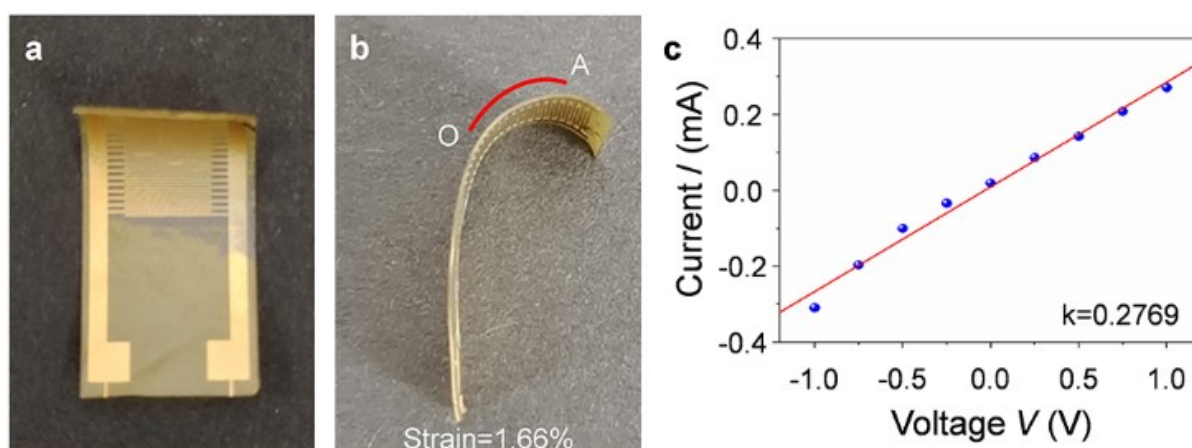 a
b
A
O
Strain=1.66%
c
Current / (mA)
0.4
0.2
0.0
-0.2
-0.4
k=0.2769
-1.0 -0.5 0.0 0.5 1.0
Voltage V (V)